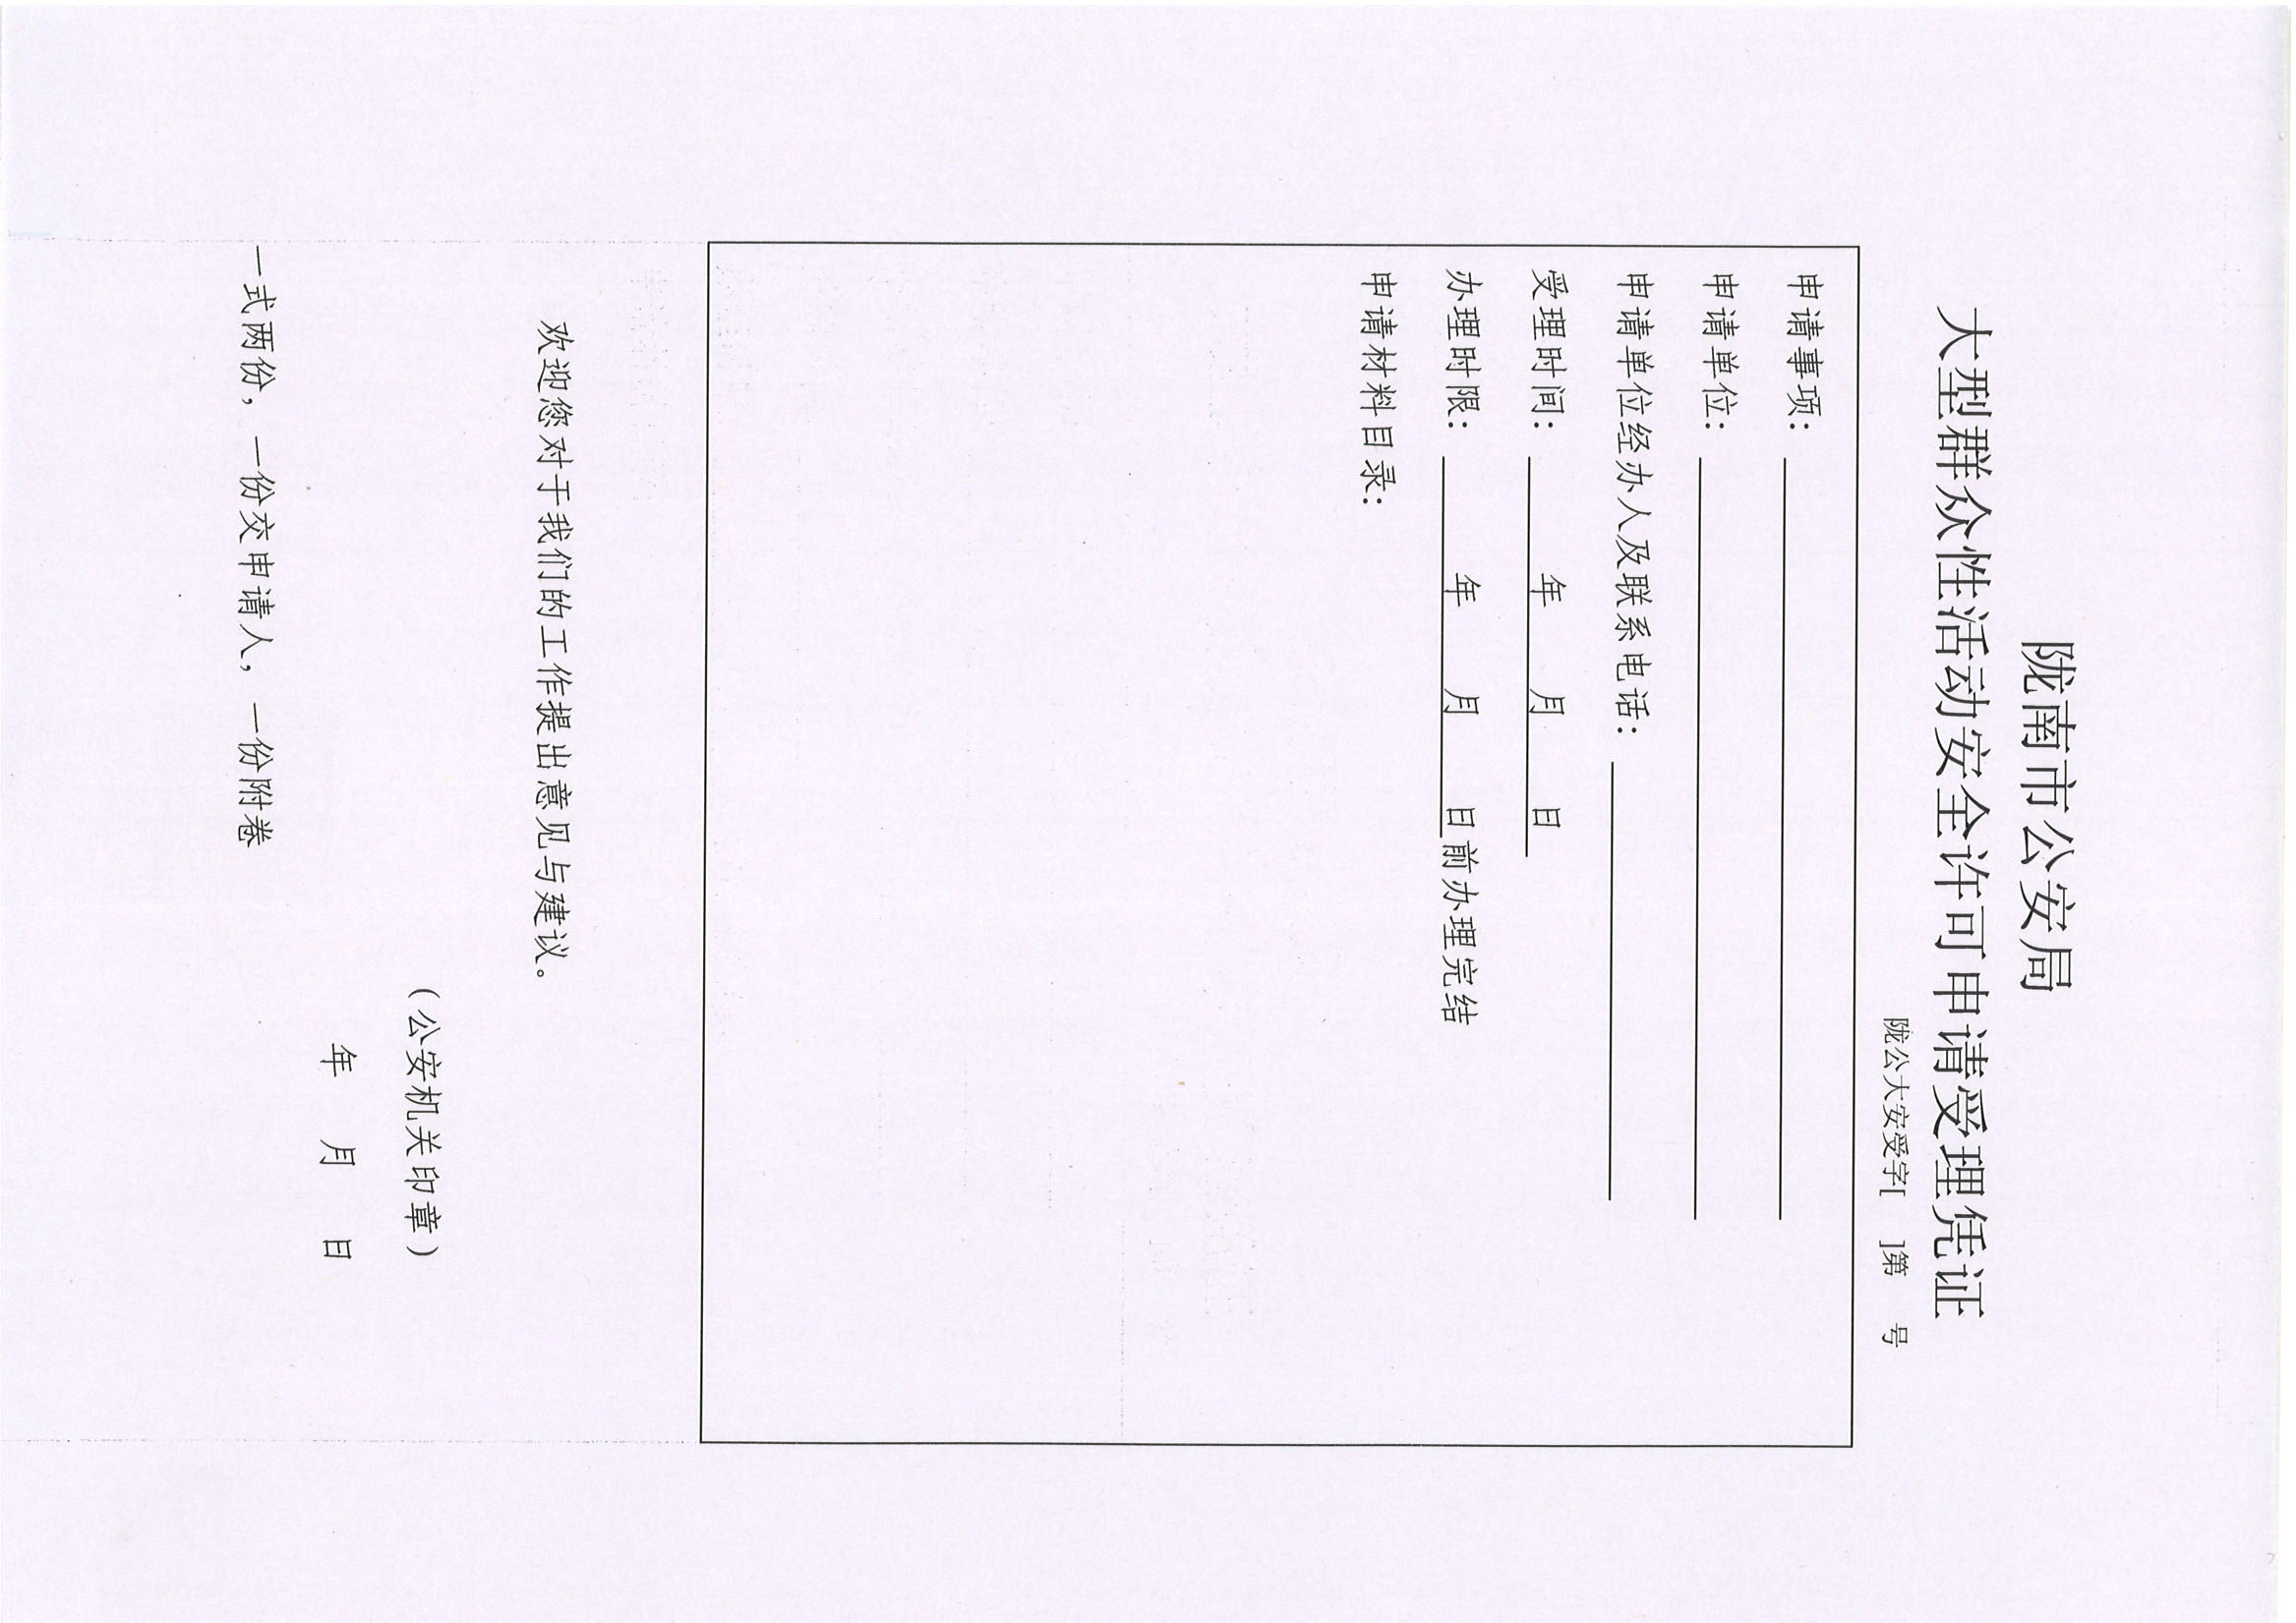 陇南市公安局
大型群众性活动安全许可申请受理凭证
陇公大安受字[    ]第    号
申请事项：
申请单位：
申请单位经办人及联系电话：
受理时间：    年    月    日
办理时限：    年    月    日前办理完结
申请材料目录：
欢迎您对于我们的工作提出意见与建议。
（公安机关印章）
年    月    日
一式两份，一份交申请人，一份附卷